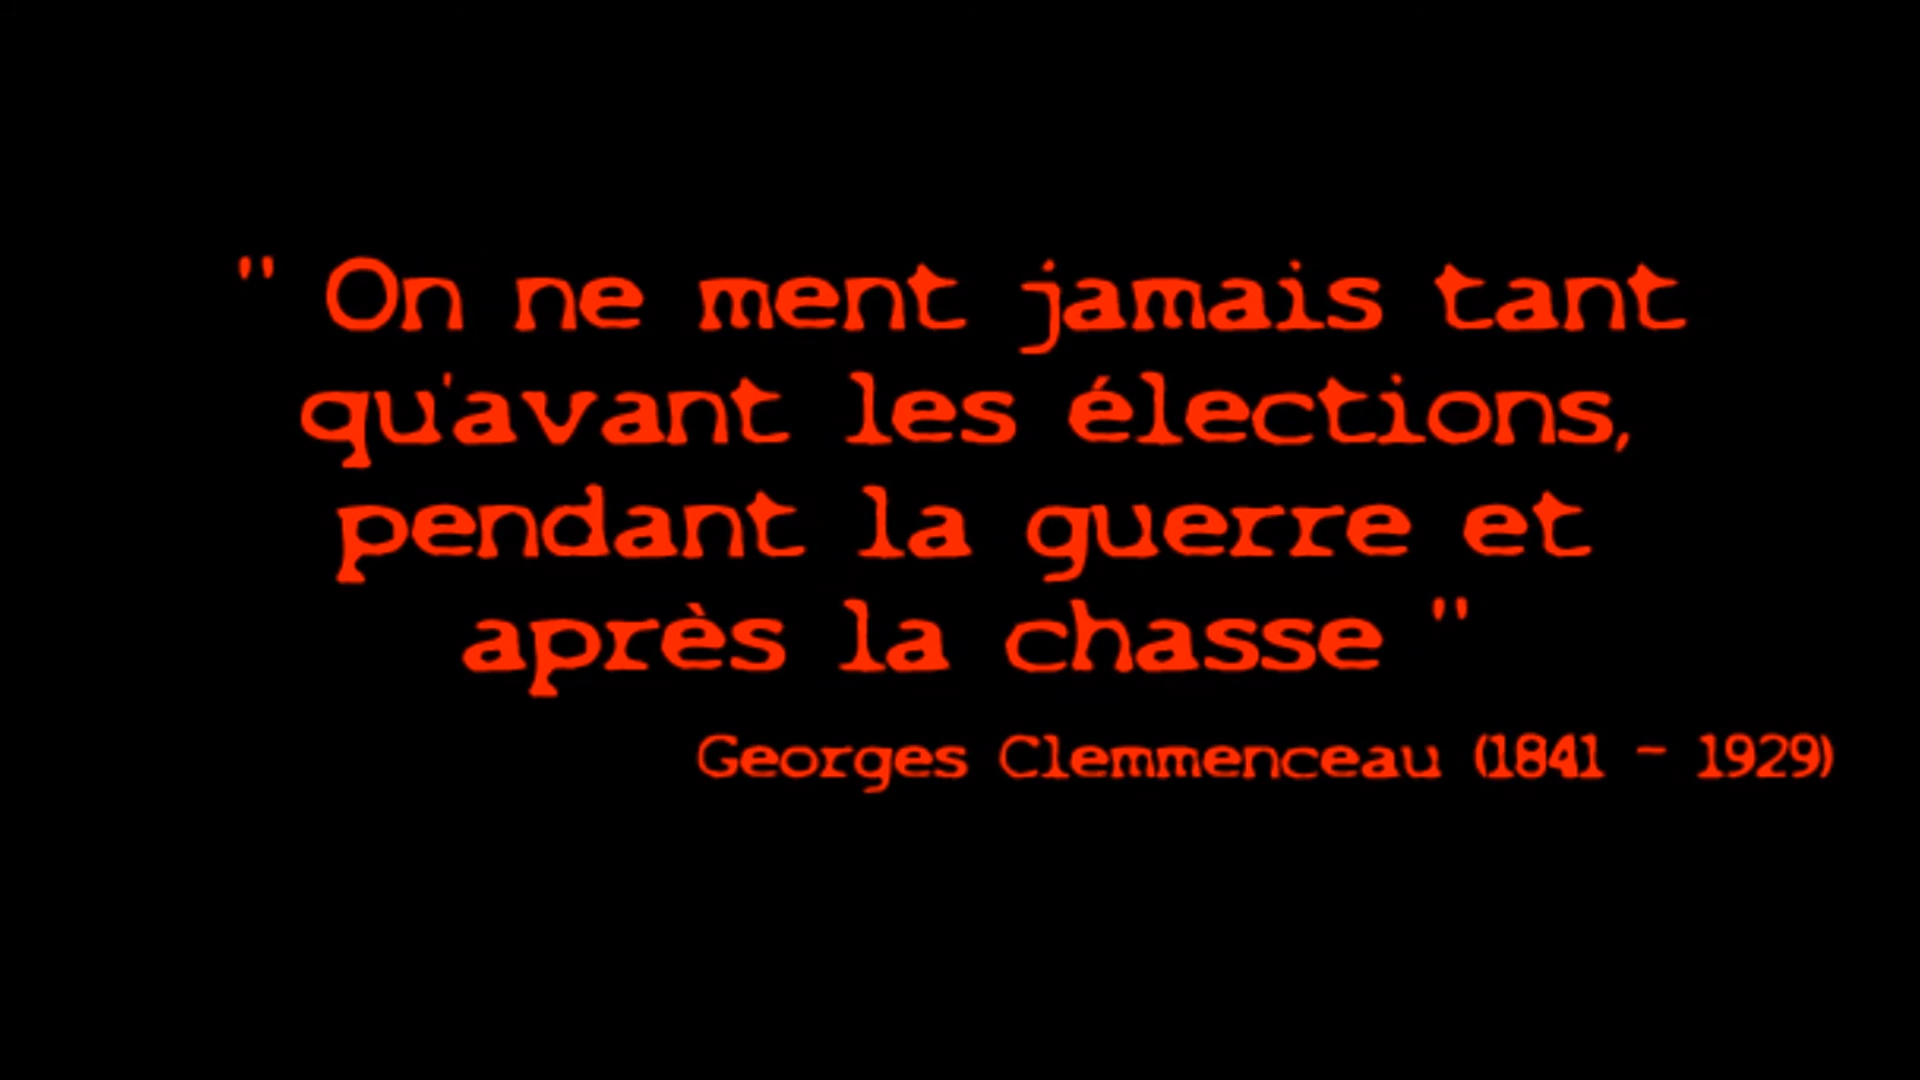 " On ne ment jamais tant
qu'avant les élections,
pendant la guerre et
après la chasse "
Georges Clemmenceau (1841 - 1929)